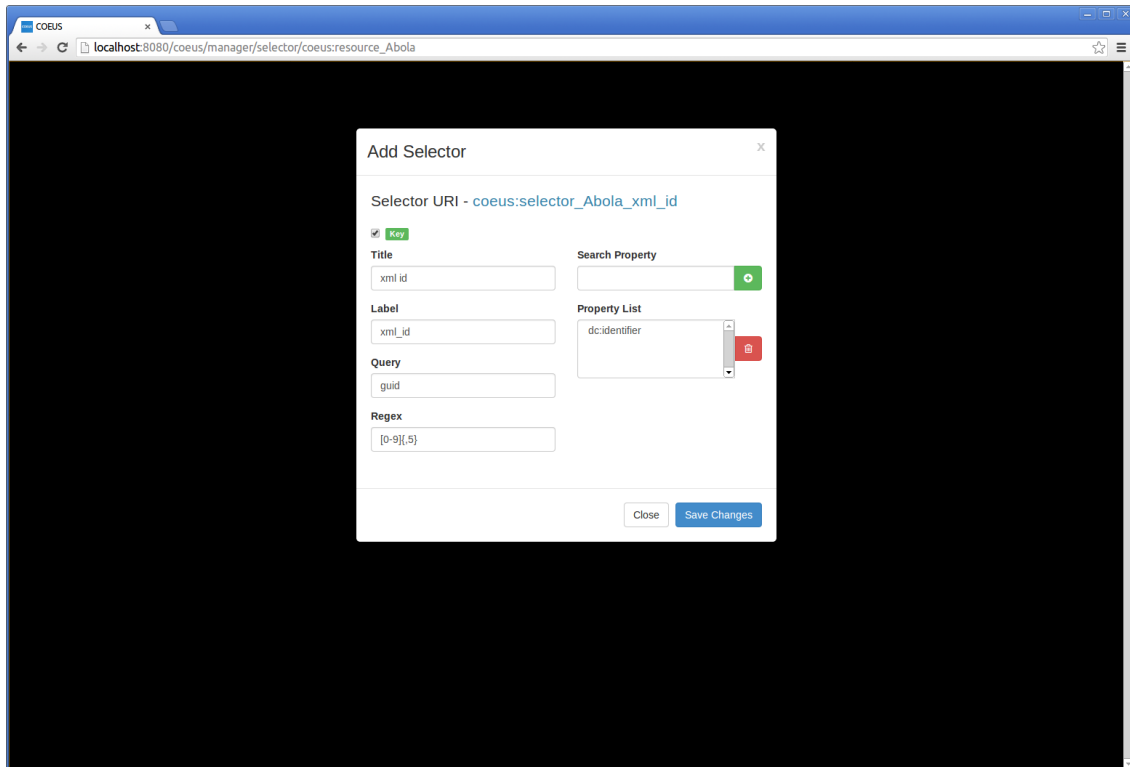 COEUS
localhost:8080/coeus/manager/selector/coeus:resource_Abola
Add Selector
x
Selector URI - coeus:selector_Abola_xml_id
Key
Title
xml id
Label
xml_id
Query
guid
Regex
[0-9]{,5}
Search Property
Property List
dc:identifier
Close Save Changes